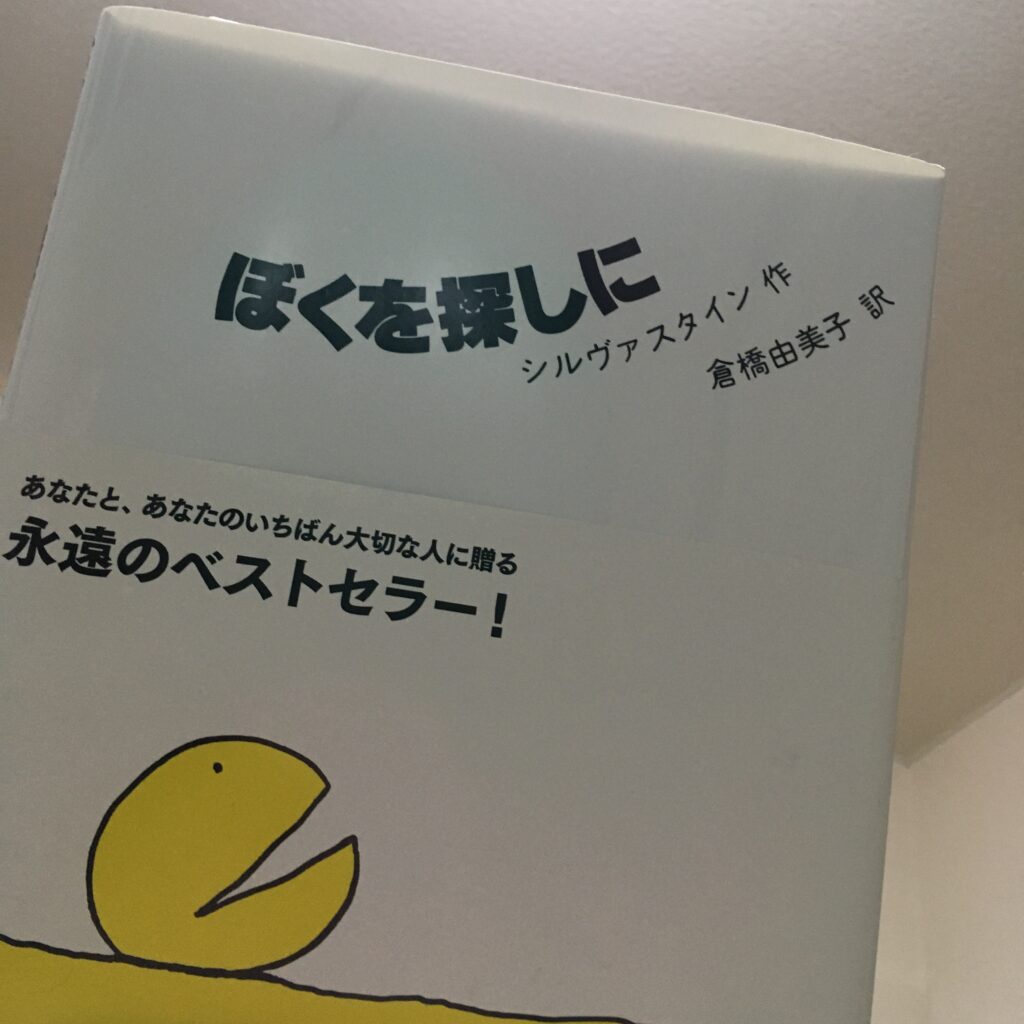 ぼくを探しに
シルヴァスタイン 作
倉橋由美子 訳
あなたと、あなたのいちばん大切な人に贈る
永遠のベストセラー！